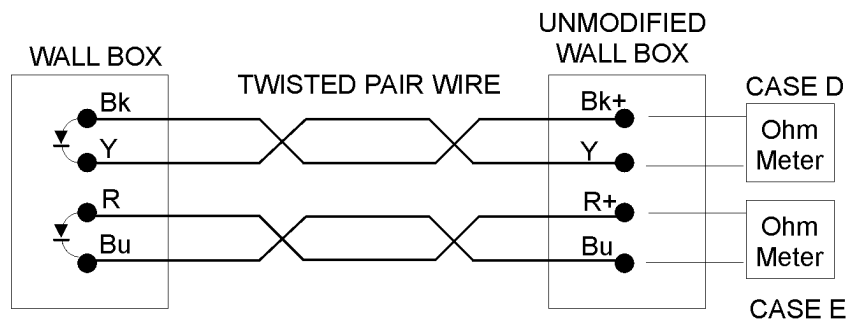 UNMODIFIED
WALL BOX
WALL BOX
TWISTED PAIR WIRE
CASE D
Bk
Bk+
Ohm
Meter
Y
Y
R
R+
Ohm
Meter
Bu
Bu
CASE E